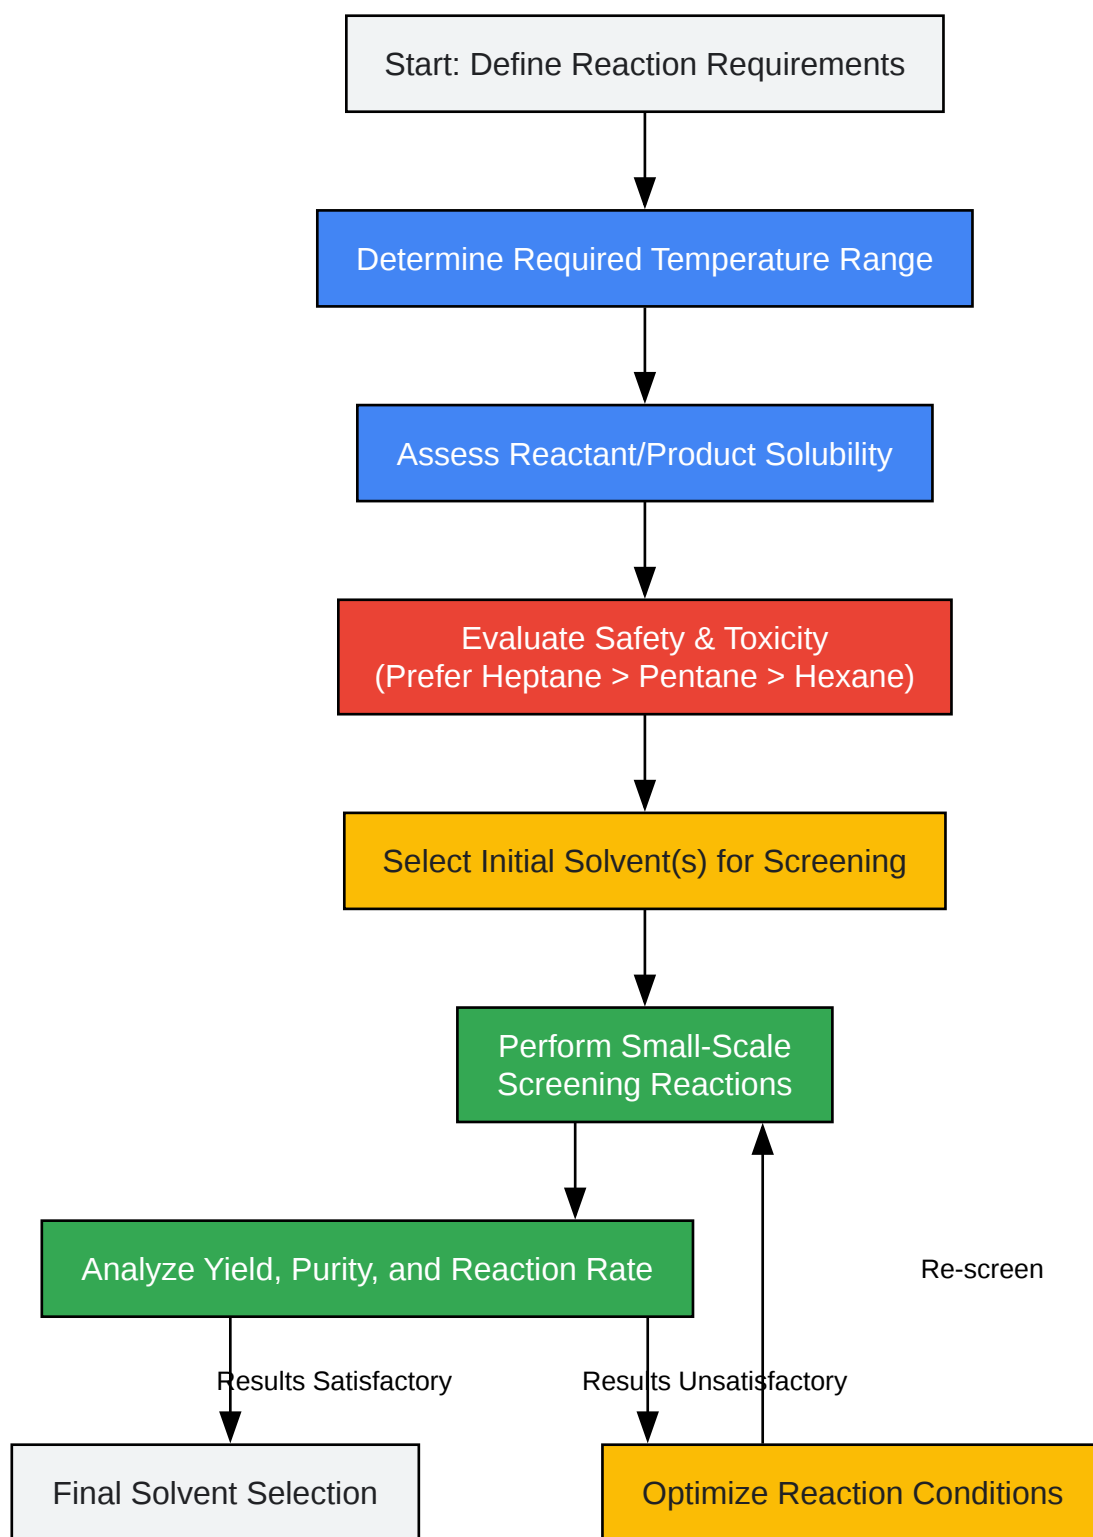 Start: Define Reaction Requirements
Determine Required Temperature Range
Assess Reactant/Product Solubility
Evaluate Safety & Toxicity
(Prefer Heptane > Pentane > Hexane)
Select Initial Solvent(s) for Screening
Perform Small-Scale
Screening Reactions
Analyze Yield, Purity, and Reaction Rate
Re-screen
Results Satisfactory
Results Unsatisfactory
Final Solvent Selection
Optimize Reaction Conditions